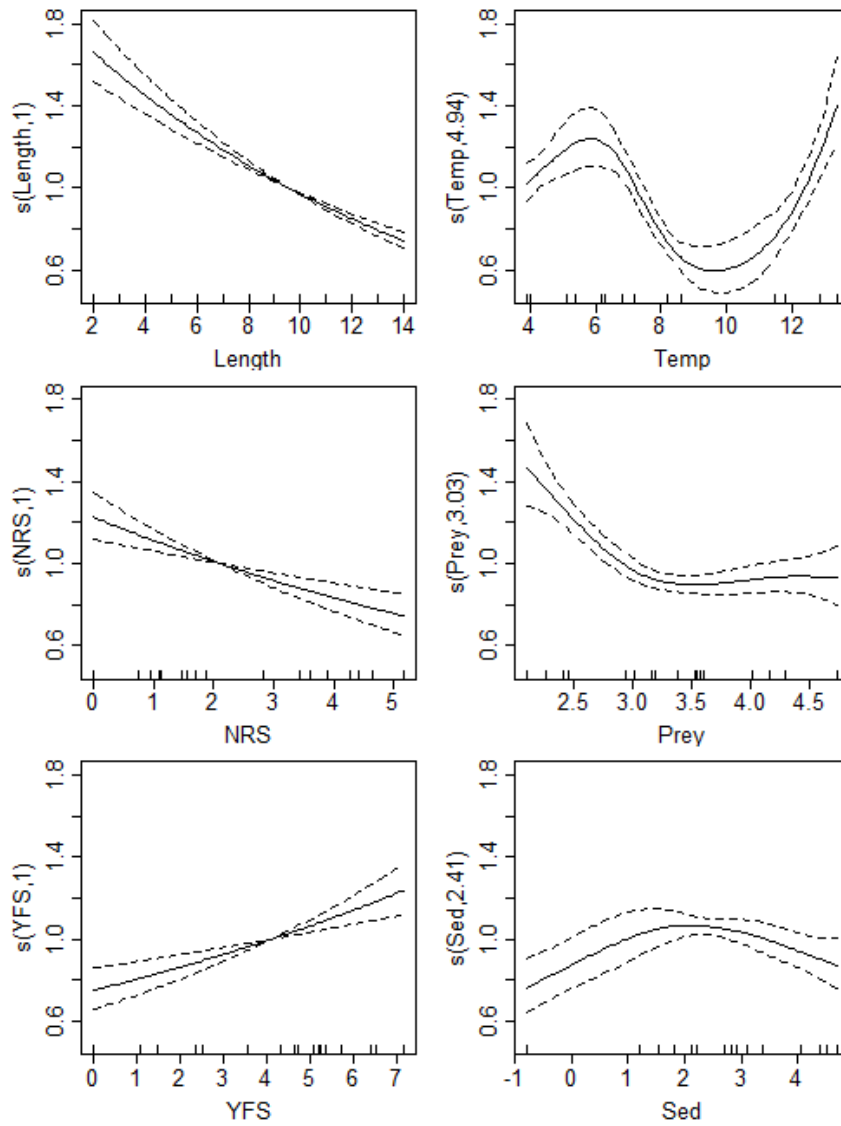 s(Length,1)
0.6 1.0 1.4 1.8
2 4 6 8 10 12 14
Length
s(Temp,4.94)
0.6 1.0 1.4 1.8
4 6 8 10 12
Temp
s(NRS,1)
0.6 1.0 1.4 1.8
0 1 2 3 4 5
NRS
s(Prey,3.03)
0.6 1.0 1.4 1.8
2.5 3.0 3.5 4.0 4.5
Prey
s(YFS,1)
0.6 1.0 1.4 1.8
0 1 2 3 4 5 6 7
YFS
s(Sed,2.41)
0.6 1.0 1.4 1.8
-1 0 1 2 3 4
Sed